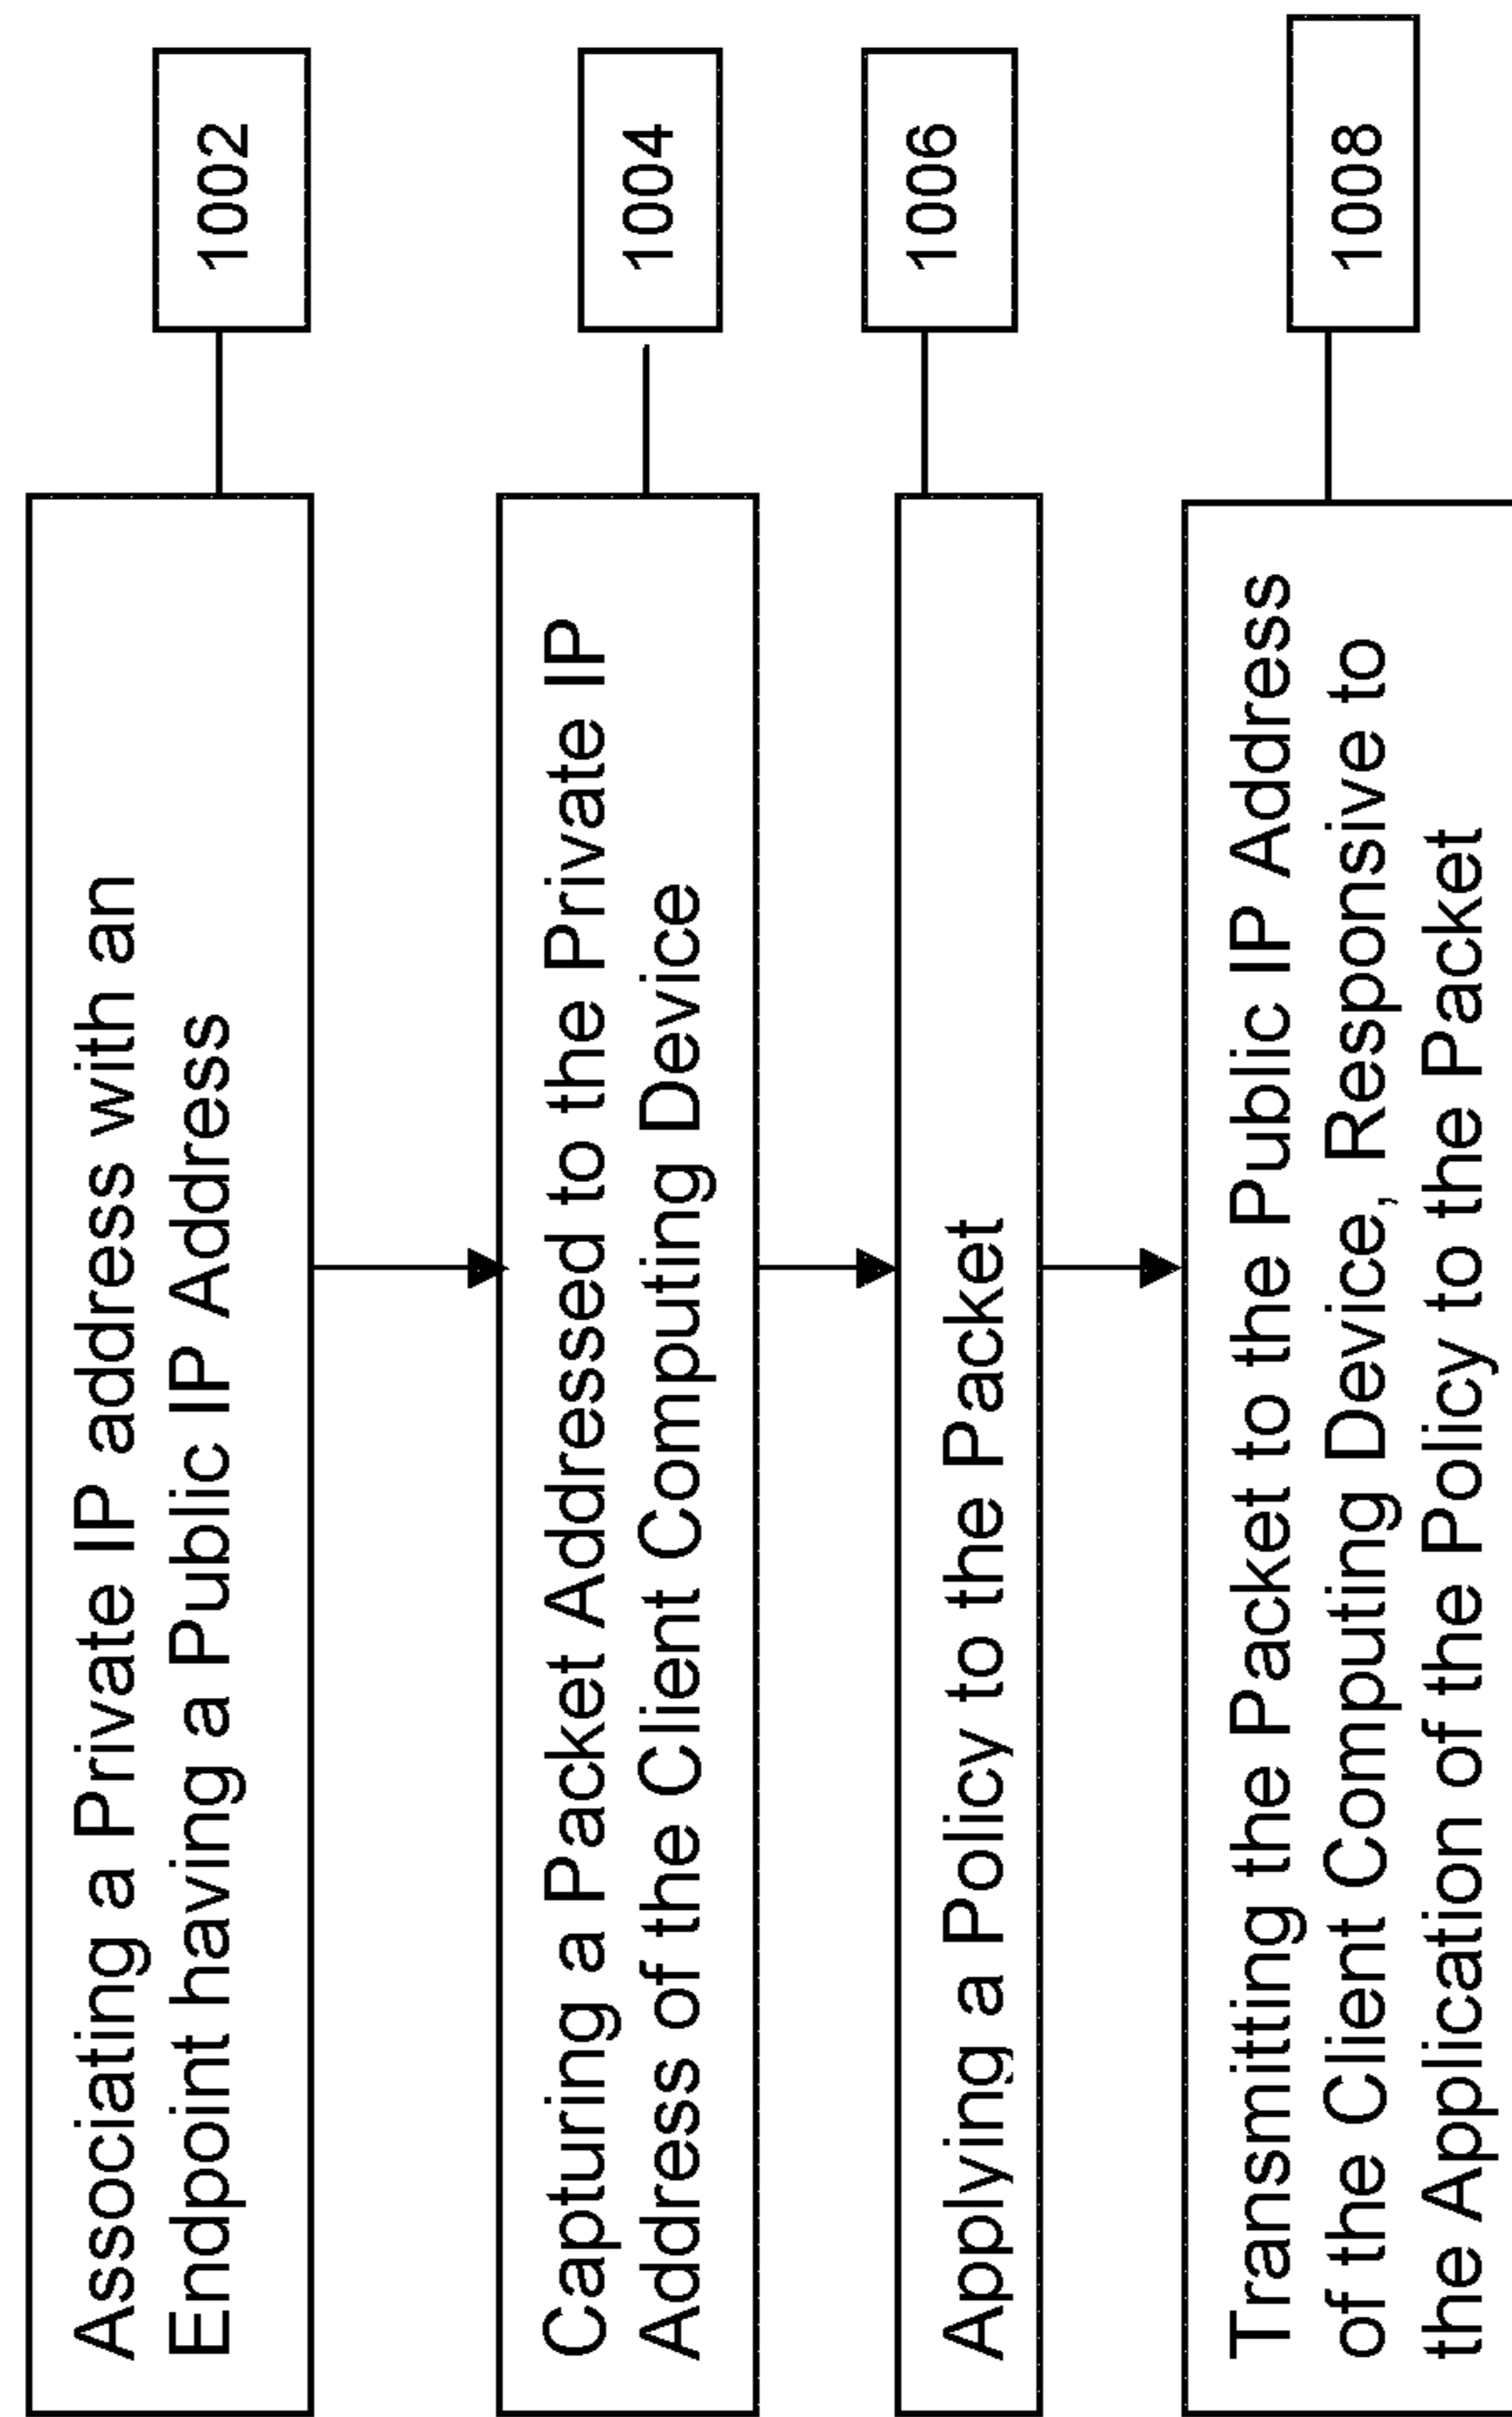 Associating a Private IP address with an
Endpoint having a Public IP Address
1002
Capturing a Packet Addressed to the Private IP
Address of the Client Computing Device
1004
Applying a Policy to the Packet
1006
Transmitting the Packet to the Public IP Address
of the Client Computing Device, Responsive to
the Application of the Policy to the Packet
1008